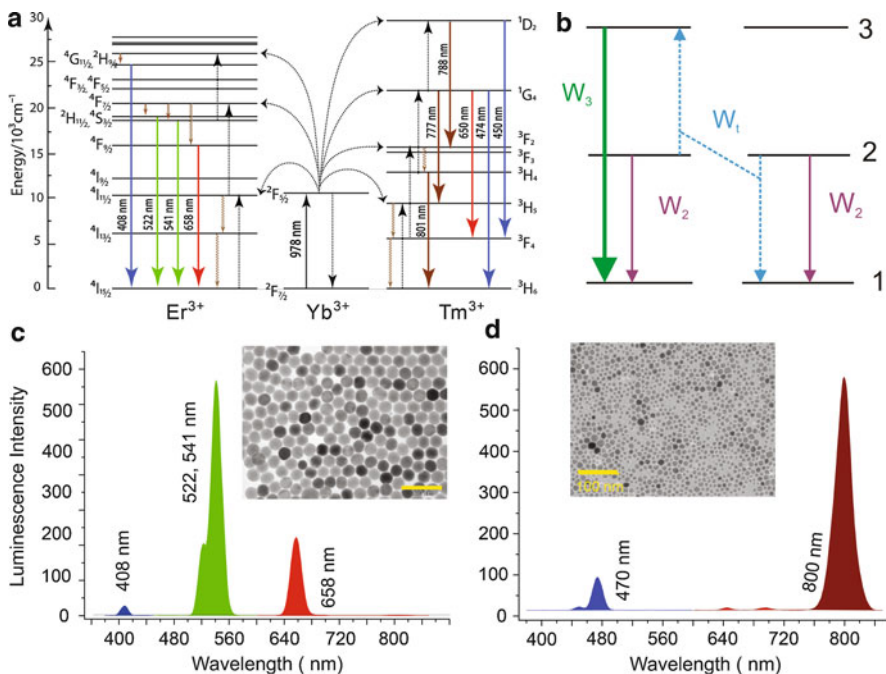 a
b
c
d
Energy/10³cm⁻¹
30
25
20
15
10
5
0
⁴G₁₁/₂,²H₉/₂
⁴F₃/₂ ⁴F₅/₂
⁴F₇/₂
²H₁₁/₂,⁴S₃/₂
⁴F₉/₂
⁴I₉/₂
⁴I₁₁/₂
⁴I₁₃/₂
⁴I₁₅/₂
408 nm
522 nm
541 nm
658 nm
Er³⁺
²F₅/₂
978 nm
²F₇/₂
Yb³⁺
788 nm
777 nm
650 nm
474 nm
450 nm
801 nm
¹D₂
¹G₄
³F₂
³F₃
³H₄
³H₅
³F₄
³H₆
Tm³⁺
W₃
W₂
Wₜ
W₂
3
2
1
Luminescence Intensity
600
500
400
300
200
100
0
408 nm
522, 541 nm
658 nm
400 480 560 640 720 800
Wavelength ( nm)
600
500
400
300
200
100
0
100 nm
470 nm
800 nm
400 480 560 640 720 800
Wavelength ( nm)